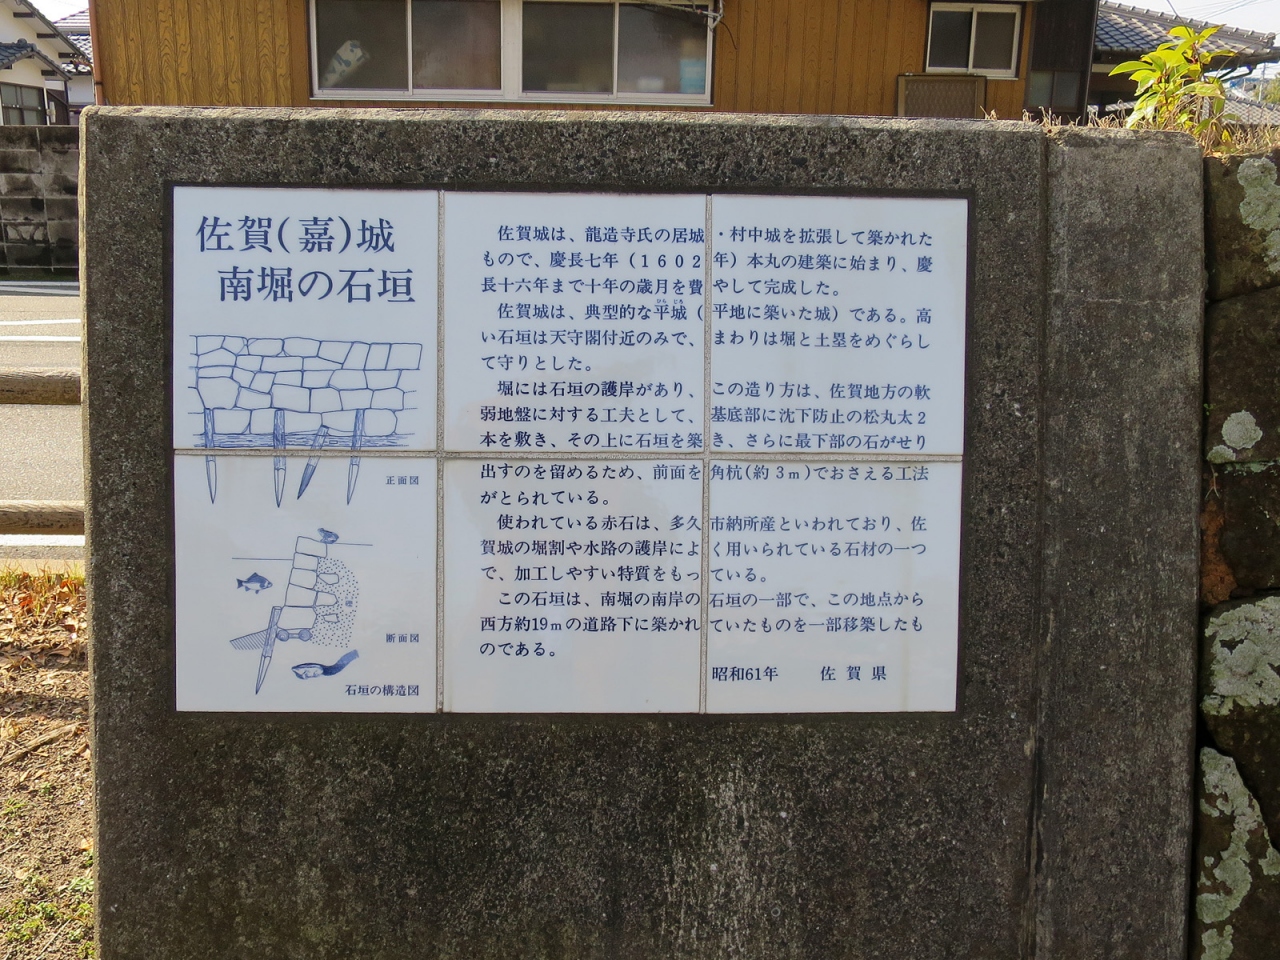 佐賀(嘉)城
南堀の石垣
正面図
断面図
石垣の構造図
佐賀城は、龍造寺氏の居城・村中城を拡張して築かれた
もので、慶長七年(1602年)本丸の建築に始まり、慶
長十六年まで十年の歳月を費やして完成した。
佐賀城は、典型的な平城(平地に築いた城)である。高
ひら じろ
い石垣は天守閣付近のみで、まわりは堀と土塁をめぐらし
て守りとした。
堀には石垣の護岸があり、この造り方は、佐賀地方の軟
弱地盤に対する工夫として、基底部に沈下防止の松丸太2
本を敷き、その上に石垣を築き、さらに最下部の石がせり
出すのを留めるため、前面を角杭(約3m)でおさえる工法
がとられている。
使われている赤石は、多久市納所産といわれており、佐
賀城の堀割や水路の護岸によく用いられている石材の一つ
で、加工しやすい特質をもっている。
この石垣は、南堀の南岸の石垣の一部で、この地点から
西方約19mの道路下に築かれていたものを一部移築したも
のである。
昭和61年 佐賀県